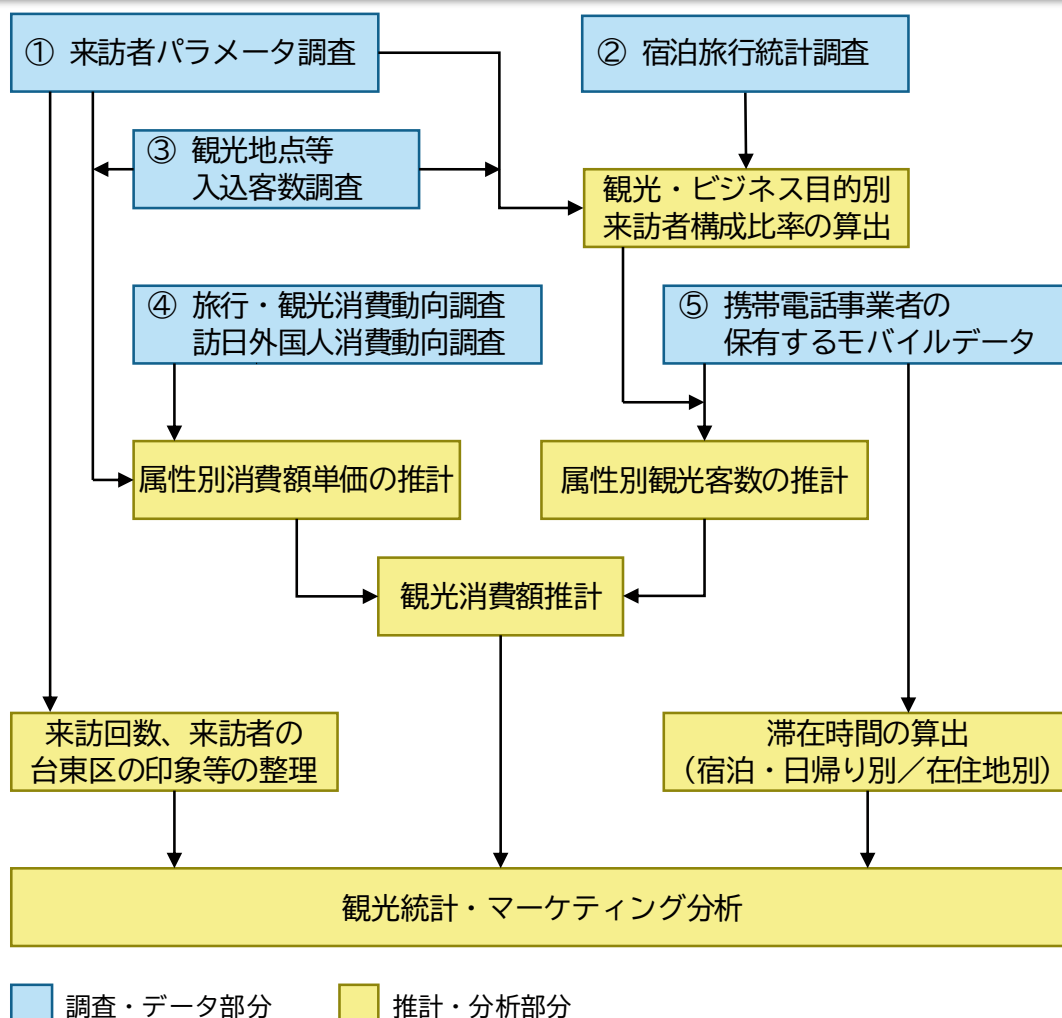 ① 来訪者パラメータ調査
② 宿泊旅行統計調査
③ 観光地点等
入込客数調査
観光・ビジネス目的別
来訪者構成比率の算出
④ 旅行・観光消費動向調査
訪日外国人消費動向調査
⑤ 携帯電話事業者の
保有するモバイルデータ
属性別消費額単価の推計
属性別観光客数の推計
観光消費額推計
来訪回数、来訪者の
台東区の印象等の整理
滞在時間の算出
（宿泊・日帰り別／在住地別）
観光統計・マーケティング分析
調査・データ部分
推計・分析部分